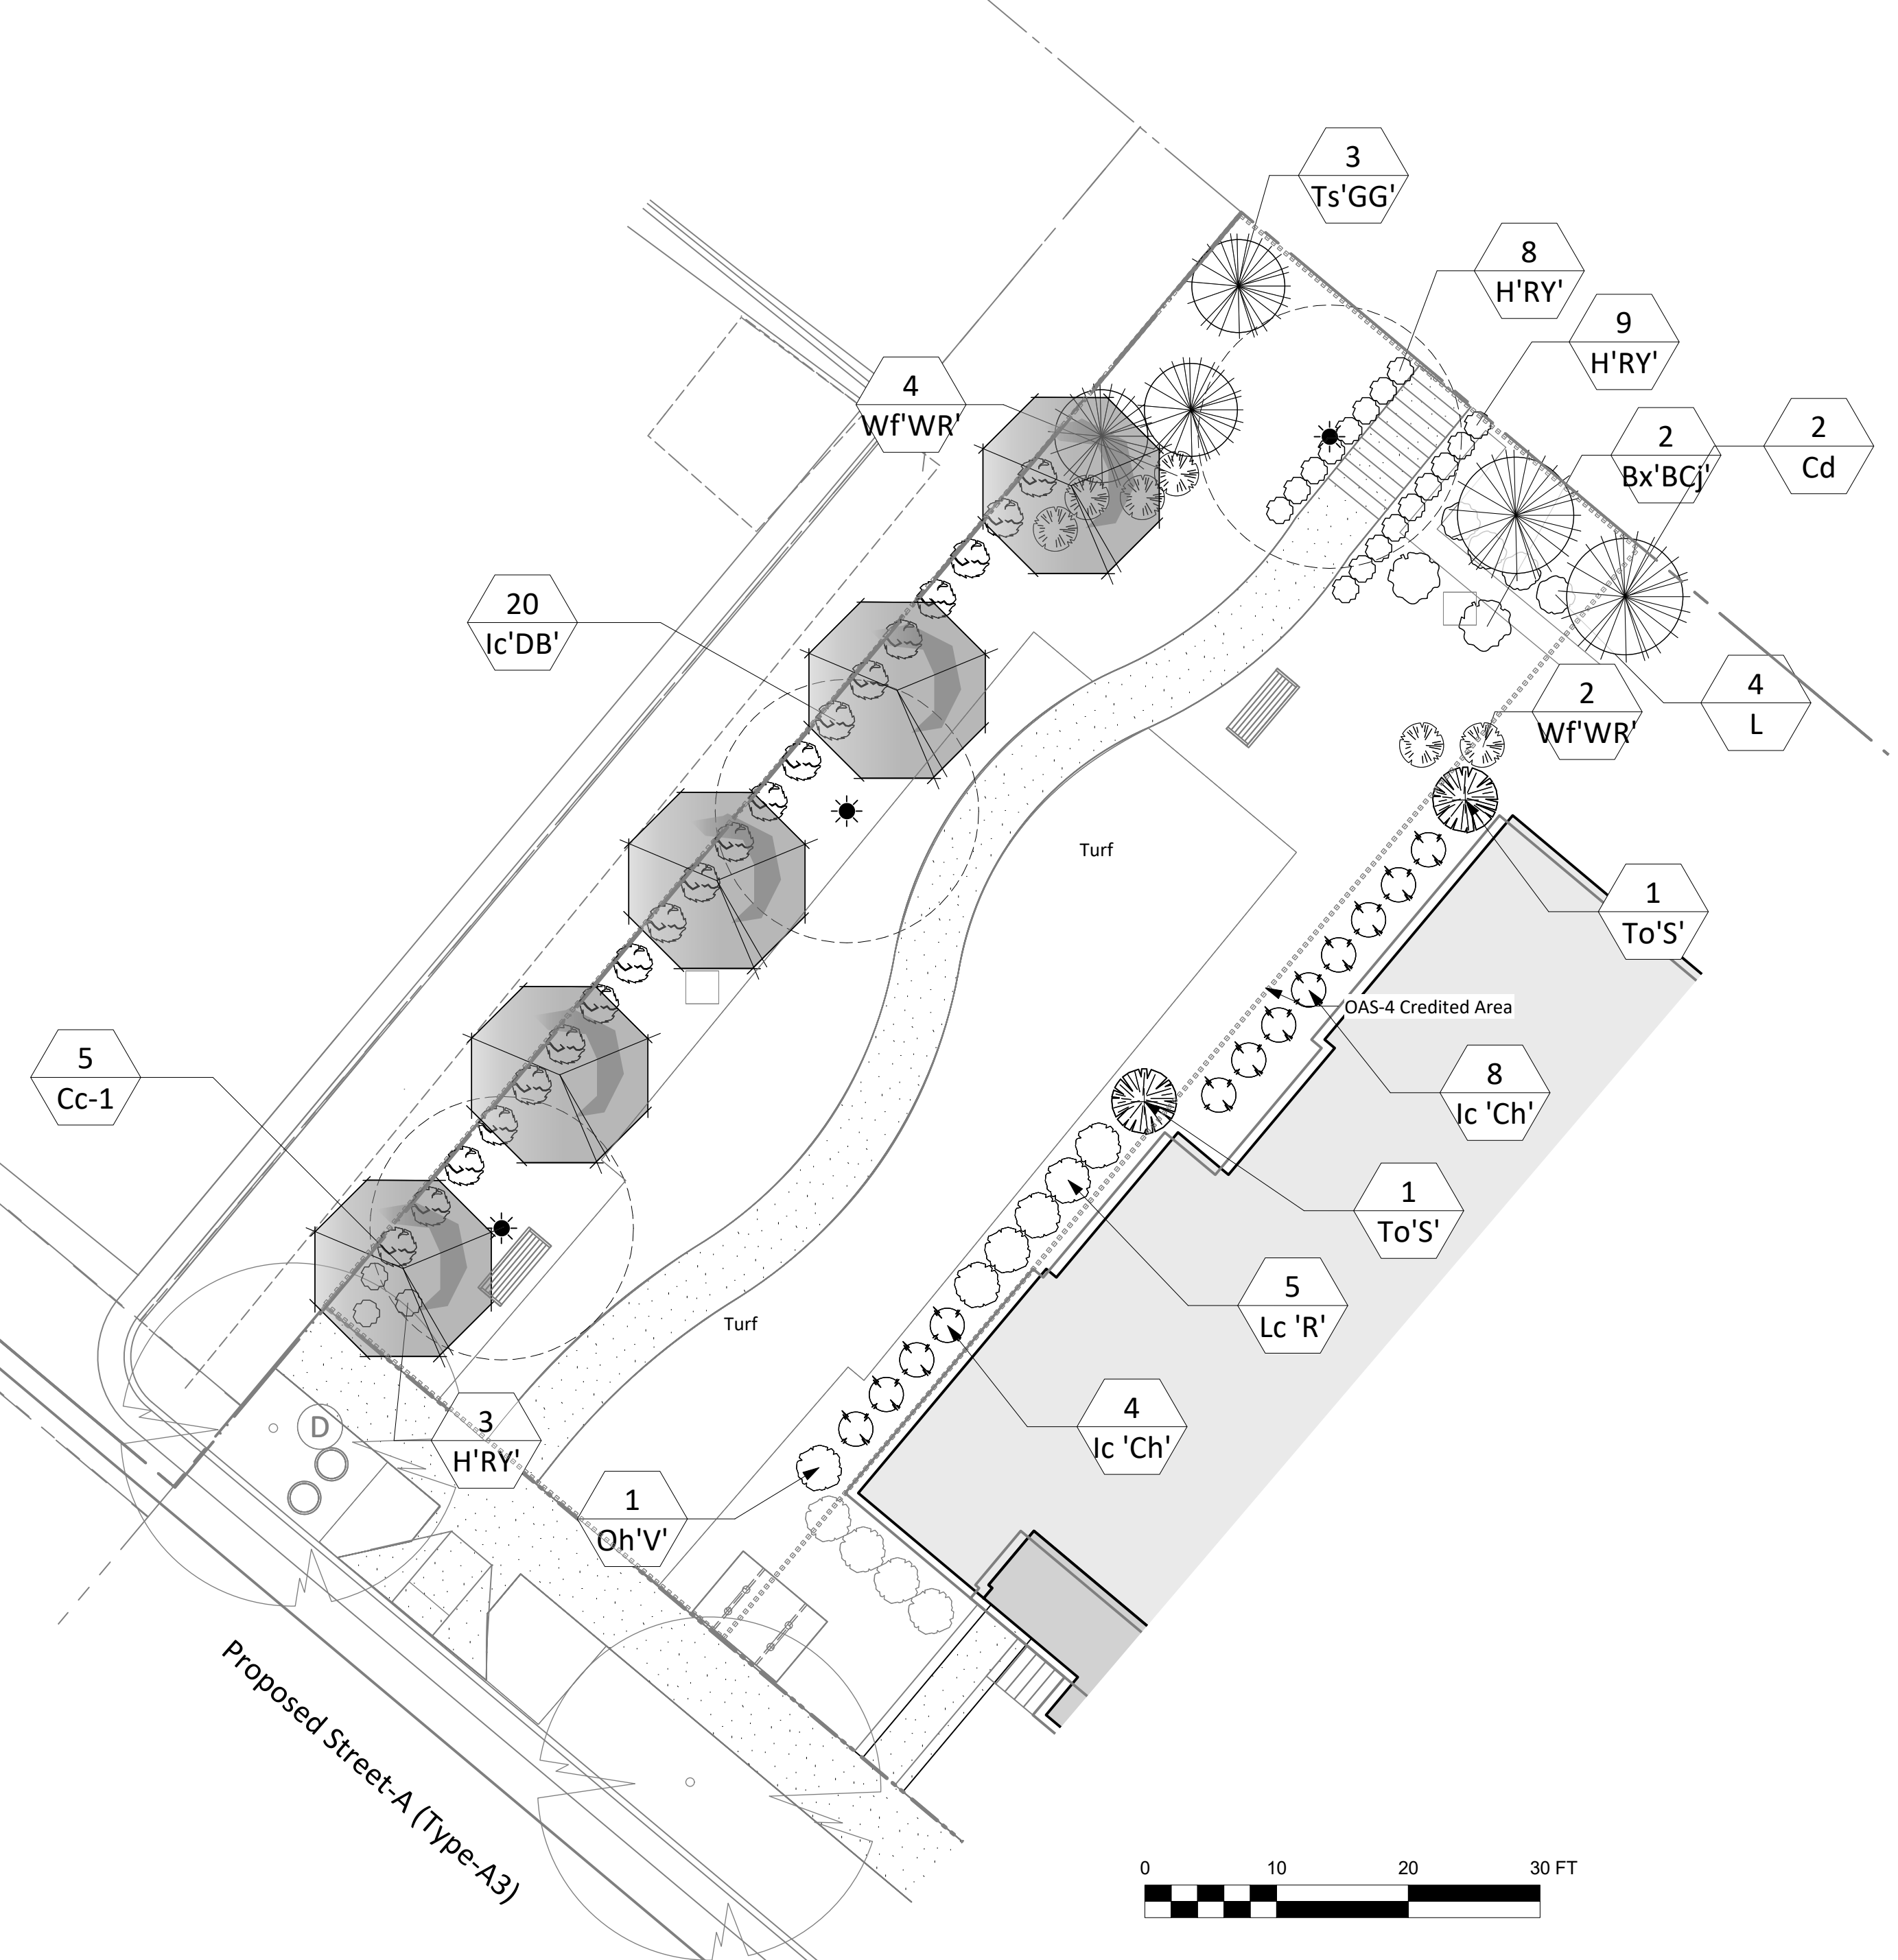 3
Ts'GG'
8
H'RY'
9
H'RY'
4
Wf'WR'
2
Bx'BCj'
2
Cd
20
Ic'DB'
2
Wf'WR'
4
L
Turf
1
To'S'
OAS-4 Credited Area
5
Cc-1
8
Ic 'Ch'
1
To'S'
5
Lc 'R'
Turf
3
H'RY'
4
Ic 'Ch'
D
1
Oh'V'
Proposed Street-A (Type-A3)
0 10 20 30 FT